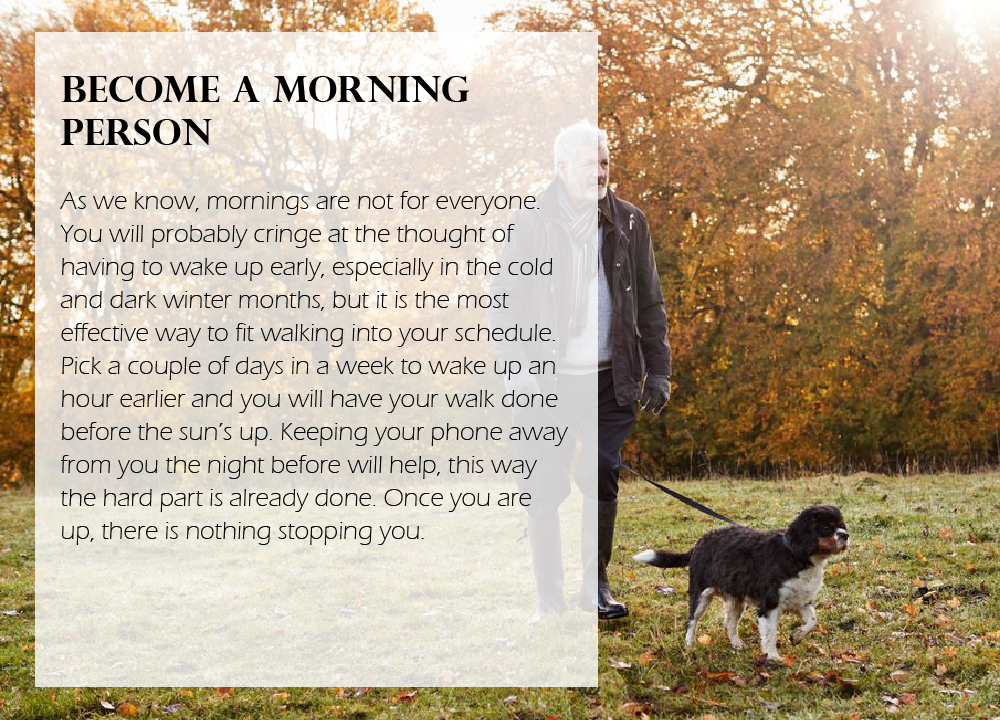 BECOME A MORNING
PERSON
As we know, mornings are not for everyone.
You will probably cringe at the thought of
having to wake up early, especially in the cold
and dark winter months, but it is the most
effective way to fit walking into your schedule.
Pick a couple of days in a week to wake up an
hour earlier and you will have your walk done
before the sun’s up. Keeping your phone away
from you the night before will help, this way
the hard part is already done. Once you are
up, there is nothing stopping you.